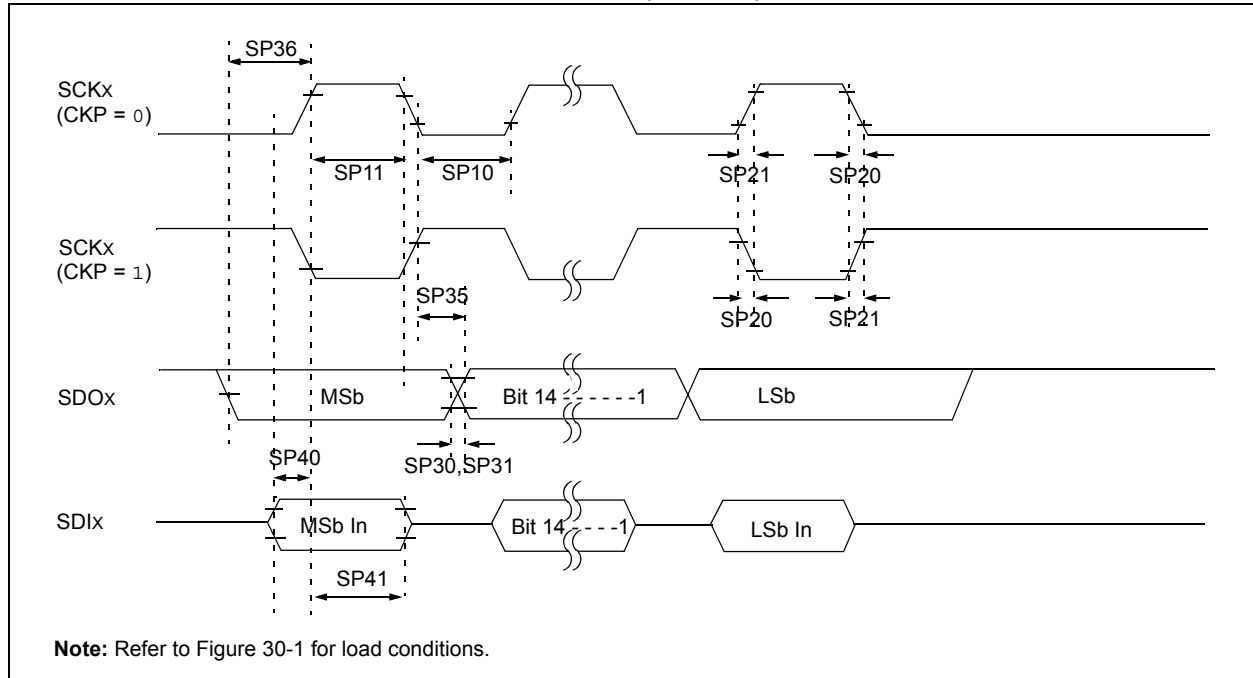 SP36
SCKx
(CKP = 0)
SP11
SP10
SP21
SP20
SCKx
(CKP = 1)
SP35
SP20
SP21
SDOx
MSb
Bit 14 - - - - - -1
LSb
SP40
SP30,SP31
SDIx
MSb In
Bit 14 - - - - -1
LSb In
SP41
Note: Refer to Figure 30-1 for load conditions.